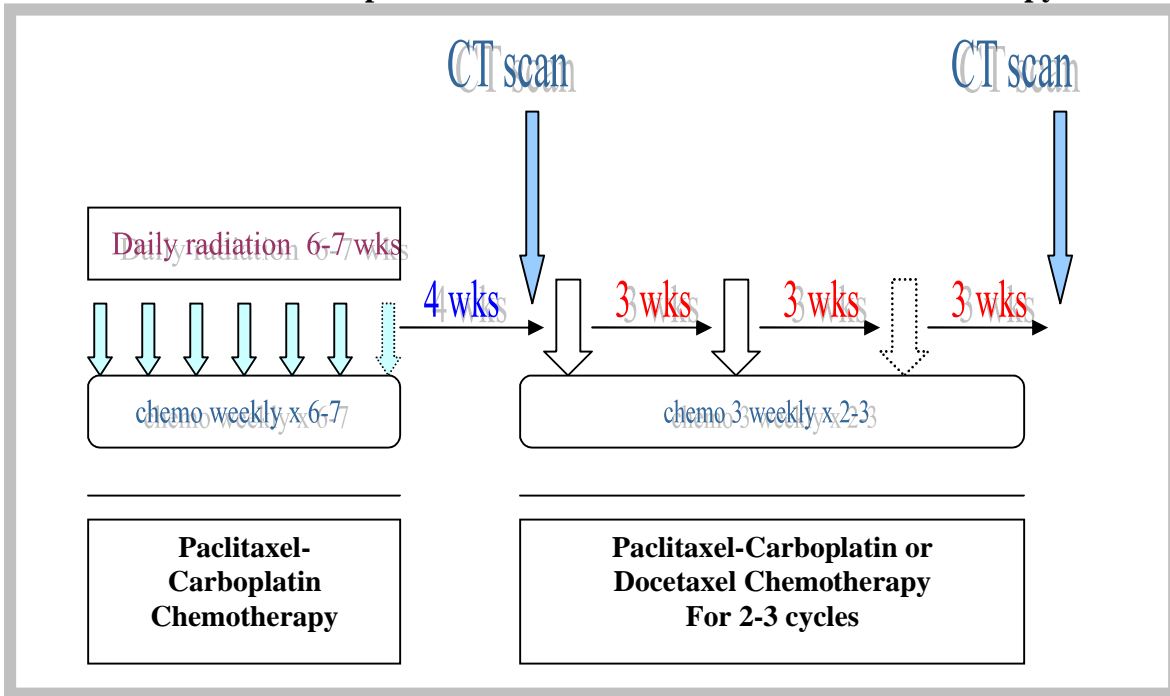 CT scan
CT scan
Daily radiation 6-7 wks
4 wks
3 wks
3 wks
3 wks
chemo weekly x 6-7
chemo 3 weekly x 2-3
Paclitaxel-
Carboplatin
Chemotherapy
Paclitaxel-Carboplatin or
Docetaxel Chemotherapy
For 2-3 cycles